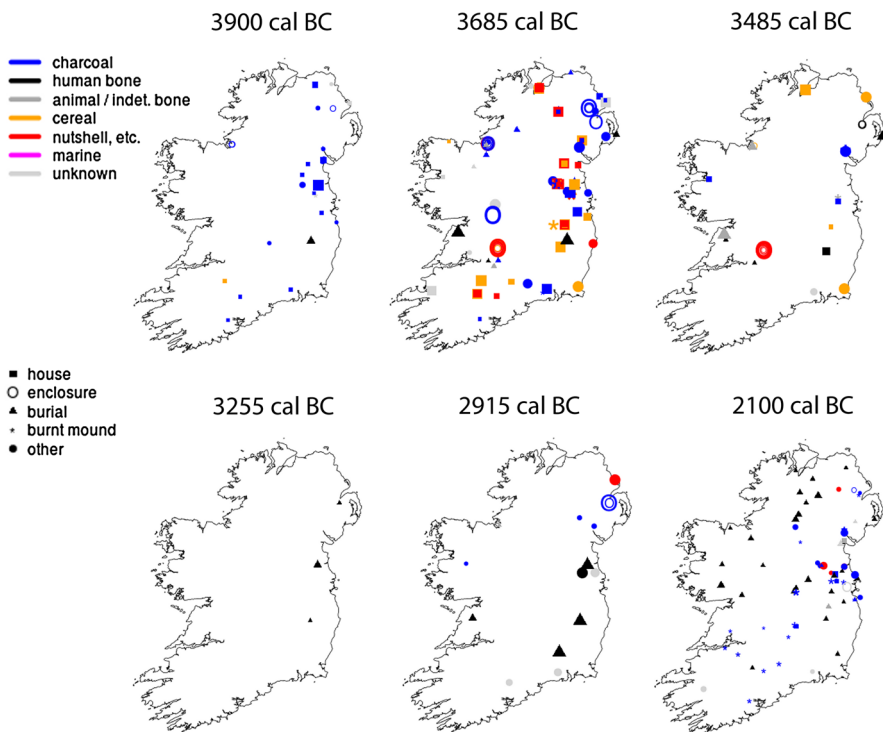 3900 cal BC
3685 cal BC
3485 cal BC
charcoal
human bone
animal / indet. bone
cereal
nutshell, etc.
marine
unknown
house
enclosure
burial
burnt mound
other
3255 cal BC
2915 cal BC
2100 cal BC